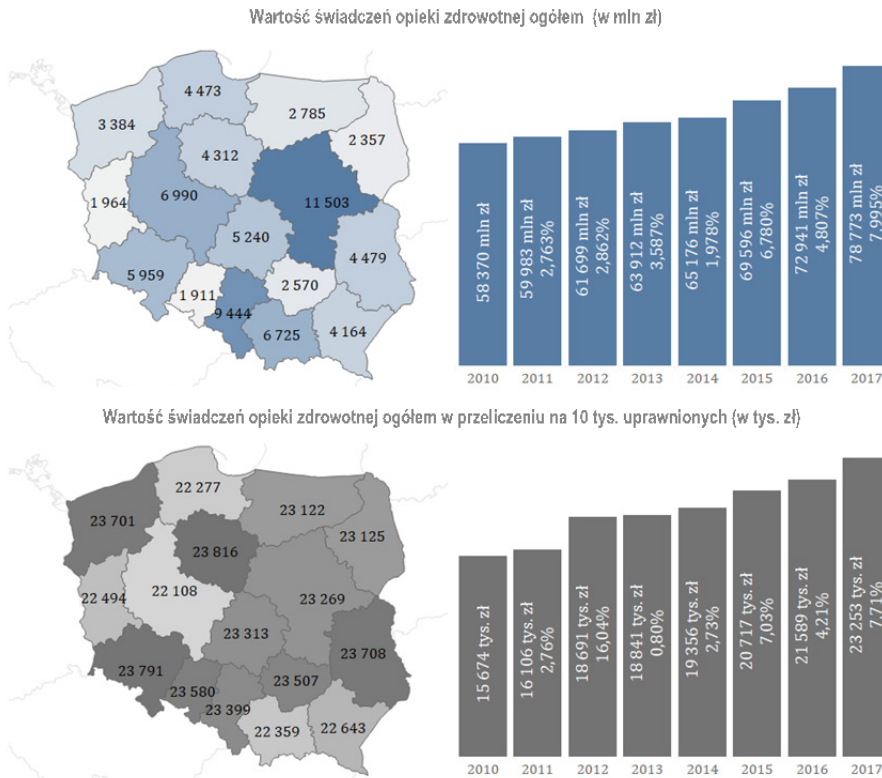 Wartość świadczeń opieki zdrowotnej ogółem (w mln zł)
4 473
2 785
3 384
2 357
4 312
6 990
1 964
11 503
5 240
4 479
5 959
2 570
1 911
9 444
6 725
4 164
58 370 mln zł
59 983 mln zł
2,763%
61 699 mln zł
2,862%
63 912 mln zł
3,587%
65 176 mln zł
1,978%
69 596 mln zł
6,780%
72 941 mln zł
4,807%
78 773 mln zł
7,995%
2010 2011 2012 2013 2014 2015 2016 2017
Wartość świadczeń opieki zdrowotnej ogółem w przeliczeniu na 10 tys. uprawnionych (w tys. zł)
22 277
23 122
23 701
23 125
23 816
22 108
22 494
23 269
23 313
23 708
23 791
23 507
23 580
23 399
22 359
22 643
15 674 tys. zł
16 106 tys. zł
2,76%
18 691 tys. zł
16,04%
18 841 tys. zł
0,80%
19 356 tys. zł
2,73%
20 717 tys. zł
7,03%
21 589 tys. zł
4,21%
23 253 tys. zł
7,71%
2010 2011 2012 2013 2014 2015 2016 2017